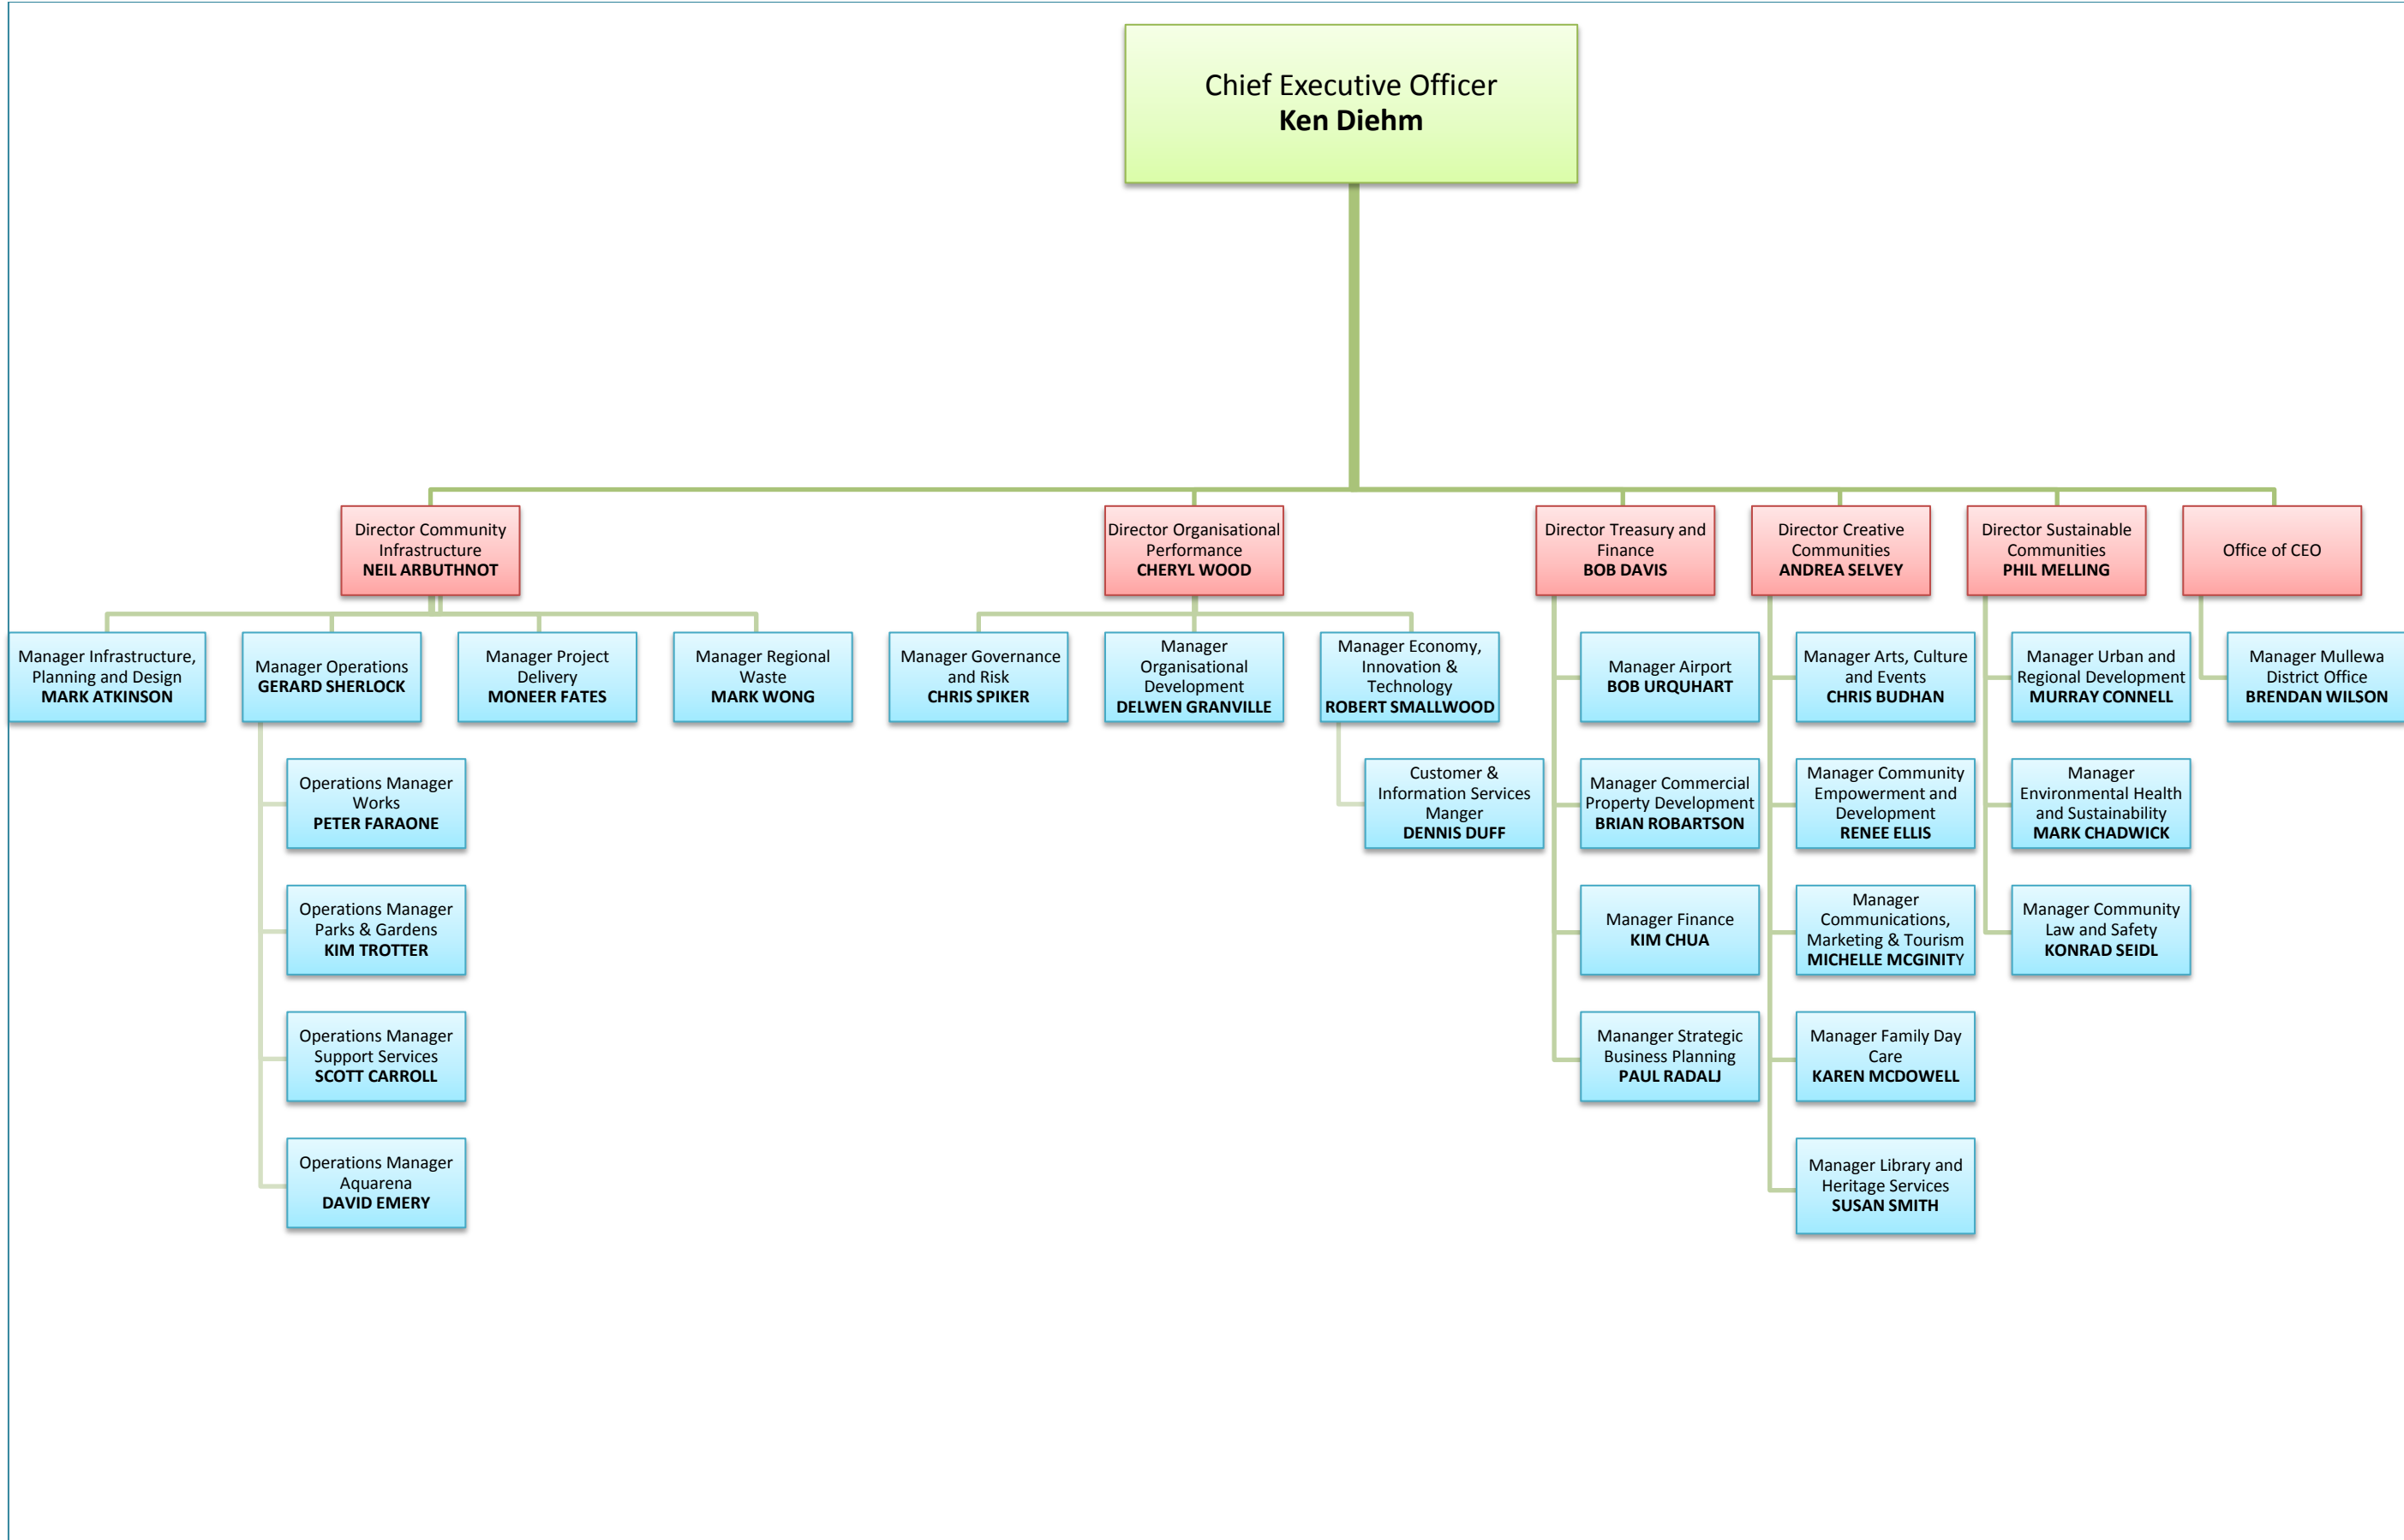 Chief Executive Officer
Ken Diehm
Director Community
Infrastructure
NEIL ARBUTHNOT
Director Organisational
Performance
CHERYL WOOD
Director Treasury and
Finance
BOB DAVIS
Director Creative
Communities
ANDREA SELVEY
Director Sustainable
Communities
PHIL MELLING
Office of CEO
Manager Infrastructure,
Planning and Design
MARK ATKINSON
Manager Operations
GERARD SHERLOCK
Manager Project
Delivery
MONEER FATES
Manager Regional
Waste
MARK WONG
Manager Governance
and Risk
CHRIS SPIKER
Manager
Organisational
Development
DELWEN GRANVILLE
Manager Economy,
Innovation &
Technology
ROBERT SMALLWOOD
Manager Airport
BOB URQUHART
Manager Arts, Culture
and Events
CHRIS BUDHAN
Manager Urban and
Regional Development
MURRAY CONNELL
Manager Mullewa
District Office
BRENDAN WILSON
Operations Manager
Works
PETER FARAONE
Customer &
Information Services
Manger
DENNIS DUFF
Manager Commercial
Property Development
BRIAN ROBARTSON
Manager Community
Empowerment and
Development
RENEE ELLIS
Manager
Environmental Health
and Sustainability
MARK CHADWICK
Operations Manager
Parks & Gardens
KIM TROTTER
Manager Finance
KIM CHUA
Manager
Communications,
Marketing & Tourism
MICHELLE MCGINITY
Manager Community
Law and Safety
KONRAD SEIDL
Operations Manager
Support Services
SCOTT CARROLL
Mananger Strategic
Business Planning
PAUL RADALJ
Manager Family Day
Care
KAREN MCDOWELL
Operations Manager
Aquarena
DAVID EMERY
Manager Library and
Heritage Services
SUSAN SMITH